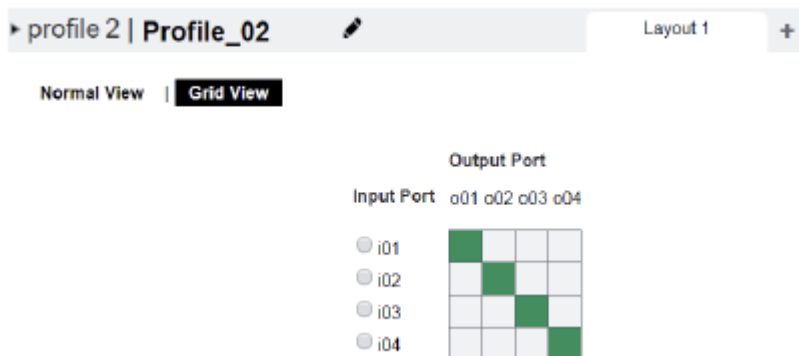 profile 2 | Profile_02
Layout 1 +
Normal View | Grid View
Output Port
Input Port o01 o02 o03 o04
i01
i02
i03
i04